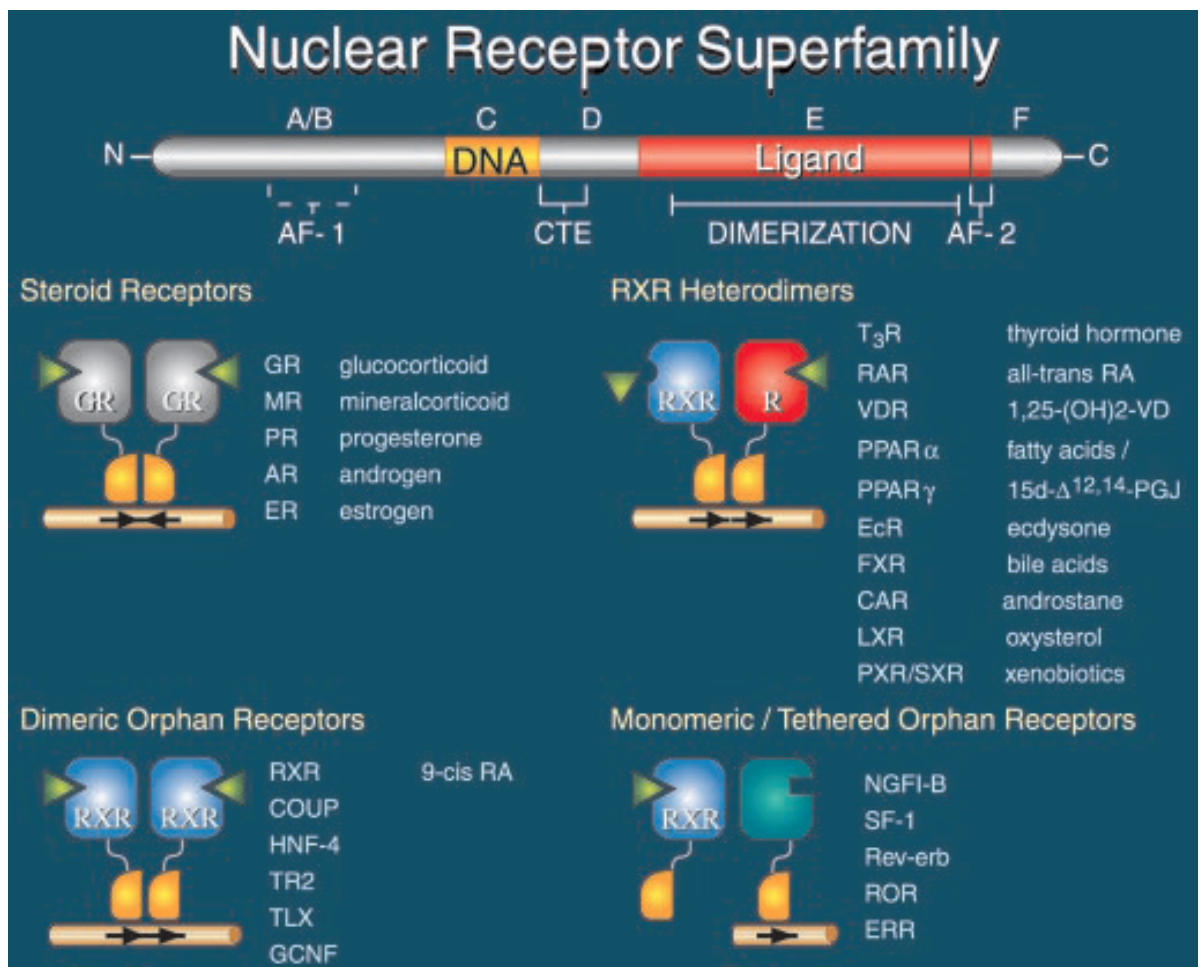 Nuclear Receptor Superfamily
A/B C D E F
N DNA Ligand C
AF-1 CTE DIMERIZATION AF-2
Steroid Receptors
GR GR
GR glucocorticoid
MR mineralcorticoid
PR progesterone
AR androgen
ER estrogen
RXR Heterodimers
RXR R
T₃R thyroid hormone
RAR all-trans RA
VDR 1,25-(OH)2-VD
PPARα fatty acids /
PPARγ 15d-Δ¹²,¹⁴-PGJ
EcR ecdysone
FXR bile acids
CAR androstane
LXR oxysterol
PXR/SXR xenobiotics
Dimeric Orphan Receptors
RXR RXR
RXR 9-cis RA
COUP
HNF-4
TR2
TLX
GCNF
Monomeric / Tethered Orphan Receptors
RXR
NGFI-B
SF-1
Rev-erb
ROR
ERR